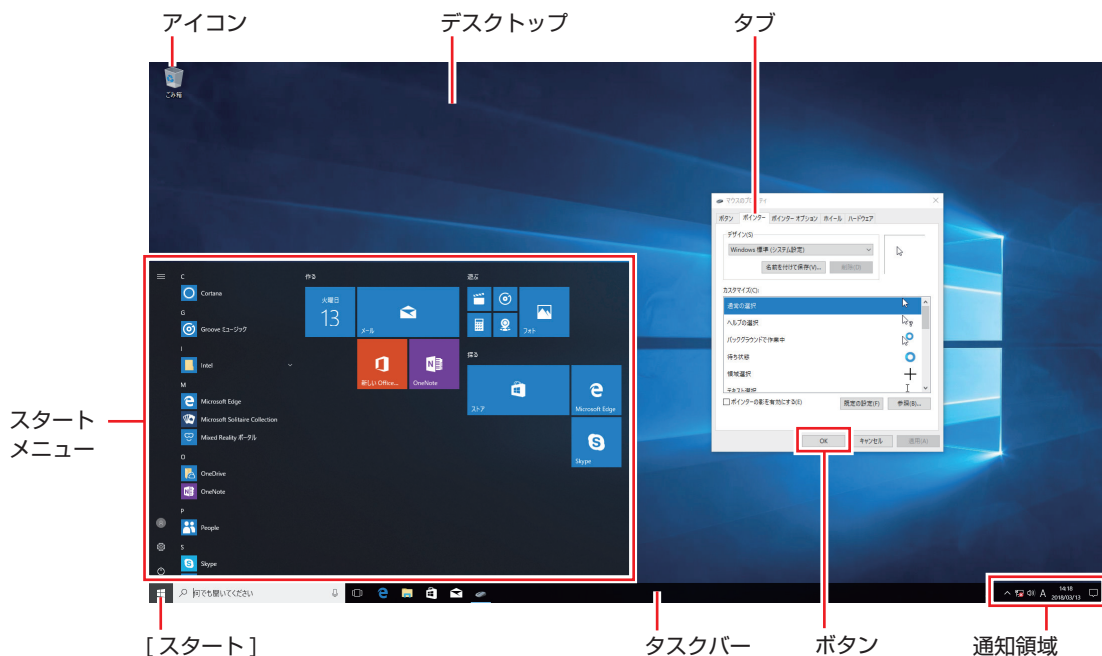 アイコン
デスクトップ
タブ
ごみ箱
マウスのプロパティ
ボタン ポインター ポインター オプション ホイール ハードウェア
デザイン(S)
Windows 標準 (システム設定)
名前を付けて保存(V)... 削除(D)
カスタマイズ(C):
通常の選択
ヘルプの選択
バックグラウンドで作業中
待ち状態
領域選択
テキスト選択
ポインターの影を有効にする(E) 既定の設定(F) 参照(B)...
OK キャンセル 適用(A)
スタート
メニュー
C
Cortana
G
Groove ミュージック
I
Intel
M
Microsoft Edge
Microsoft Solitaire Collection
Mixed Reality ポータル
O
OneDrive
OneNote
P
People
S
Skype
作る
火曜日
13
メール
新しい Office...
OneNote
遊ぶ
フォト
探る
ストア
Microsoft Edge
Skype
何でも聞いてください
A
14:18
2018/03/13
[スタート]
タスクバー
ボタン
通知領域